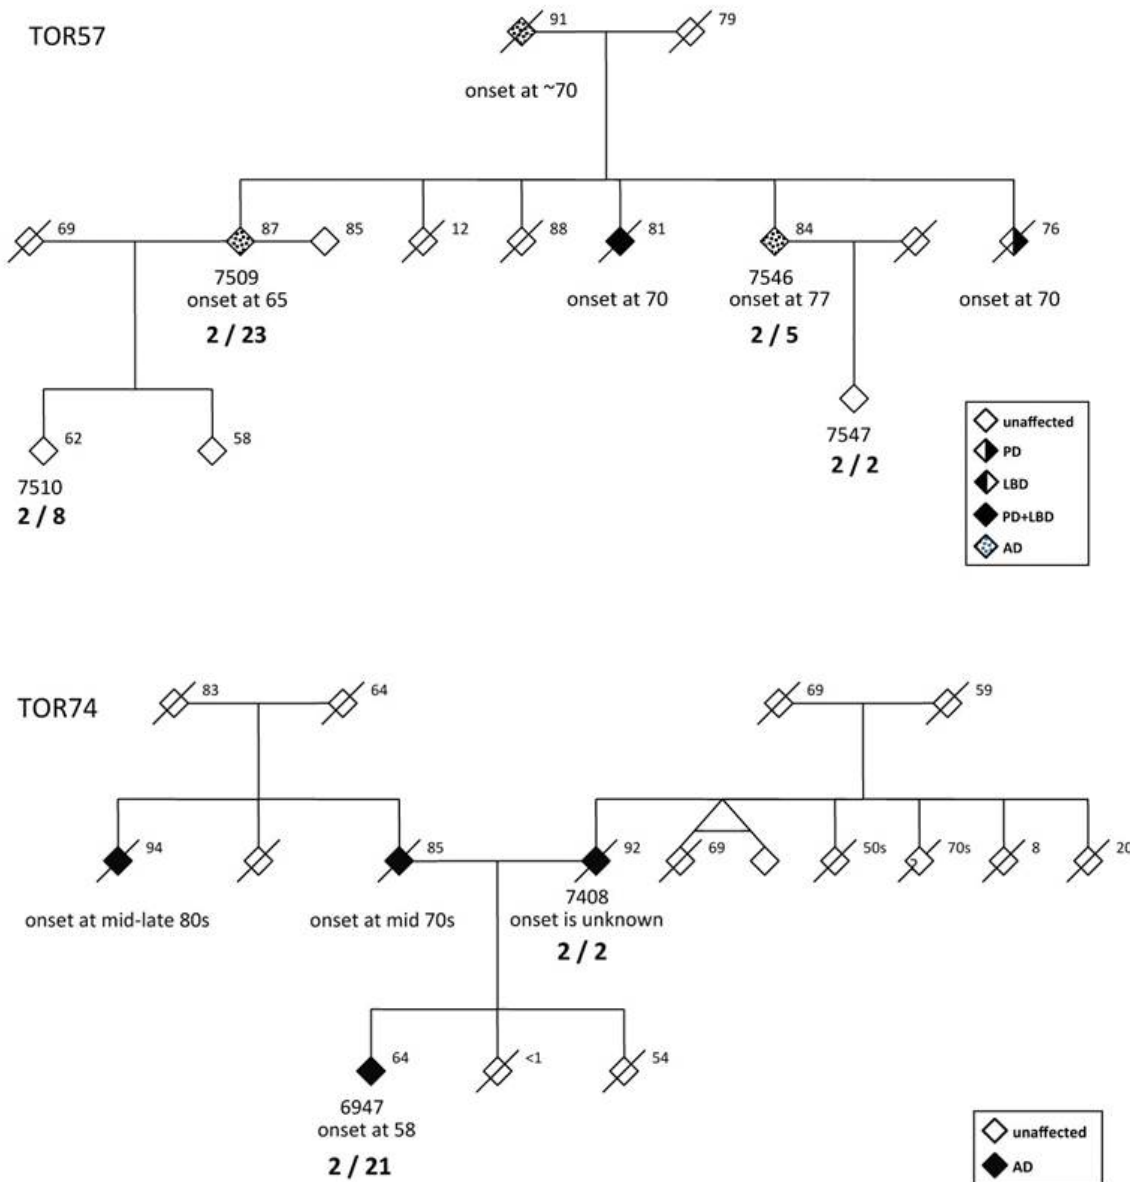 TOR57
91
79
onset at ~70
69
87
85
12
88
81
84
76
7509
onset at 65
2 / 23
onset at 70
7546
onset at 77
2 / 5
onset at 70
62
58
7510
2 / 8
7547
2 / 2
unaffected
PD
LBD
PD+LBD
AD
TOR74
83
64
69
59
94
85
92
69
50s
2
70s
8
20
onset at mid-late 80s
onset at mid 70s
7408
onset is unknown
2 / 2
64
<1
54
6947
onset at 58
2 / 21
unaffected
AD